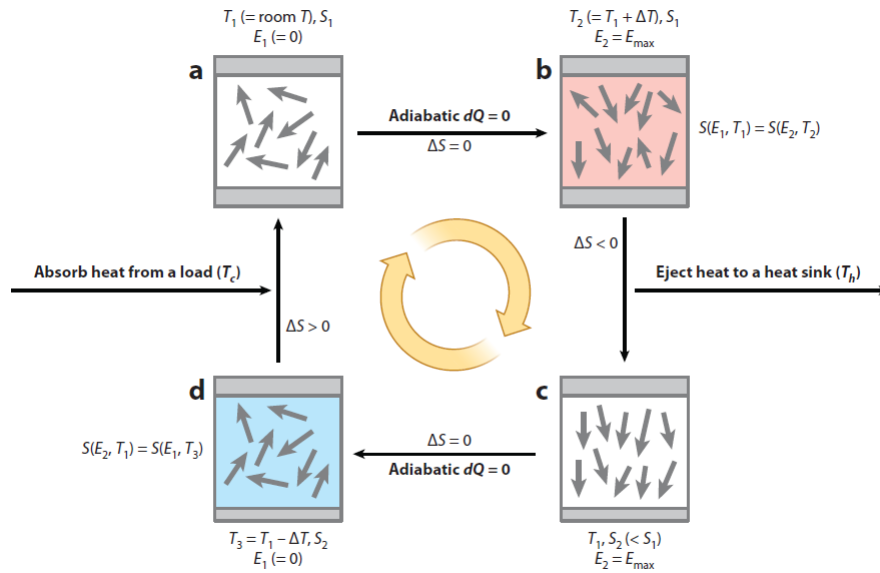 T₁ (= room T), S₁
E₁ (= 0)
a
T₂ (= T₁ + ΔT), S₁
E₂ = Eₘₐₓ
b
Adiabatic dQ = 0
ΔS = 0
S(E₁, T₁) = S(E₂, T₂)
ΔS < 0
Absorb heat from a load (T_c)
Eject heat to a heat sink (T_h)
ΔS > 0
d
c
S(E₂, T₁) = S(E₁, T₃)
ΔS = 0
Adiabatic dQ = 0
T₃ = T₁ – ΔT, S₂
E₁ (= 0)
T₁, S₂ (< S₁)
E₂ = Eₘₐₓ